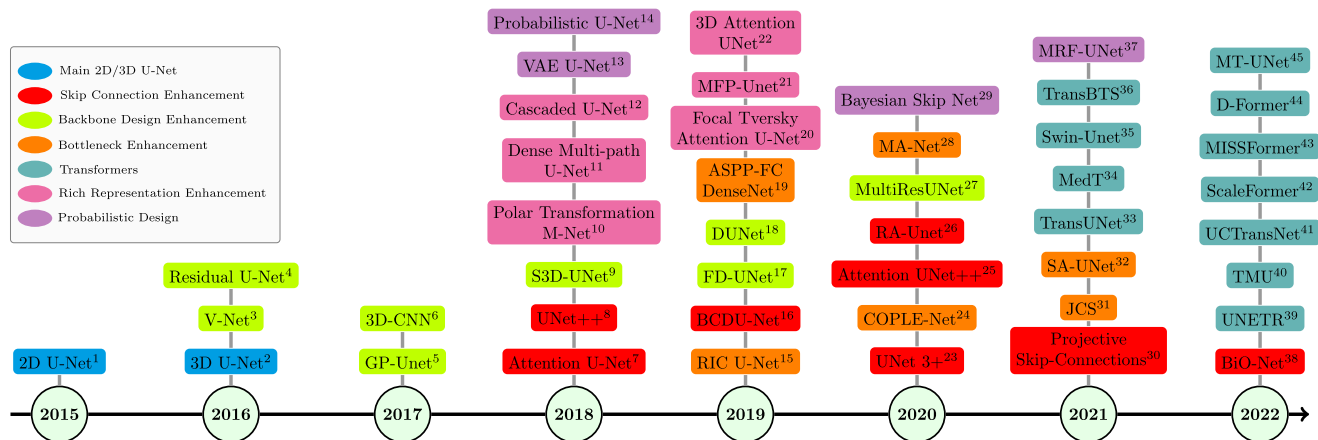 Main 2D/3D U-Net
Skip Connection Enhancement
Backbone Design Enhancement
Bottleneck Enhancement
Transformers
Rich Representation Enhancement
Probabilistic Design
2D U-Net¹
2015
Residual U-Net⁴
V-Net³
3D U-Net²
2016
3D-CNN⁶
GP-Unet⁵
2017
Probabilistic U-Net¹⁴
VAE U-Net¹³
Cascaded U-Net¹²
Dense Multi-path
U-Net¹¹
Polar Transformation
M-Net¹⁰
S3D-UNet⁹
UNet++⁸
Attention U-Net⁷
2018
3D Attention
UNet²²
MFP-Unet²¹
Focal Tversky
Attention U-Net²⁰
ASPP-FC
DenseNet¹⁹
DUNet¹⁸
FD-UNet¹⁷
BCDU-Net¹⁶
RIC U-Net¹⁵
2019
Bayesian Skip Net²⁹
MA-Net²⁸
MultiResUNet²⁷
RA-Unet²⁶
Attention UNet++²⁵
COPLE-Net²⁴
UNet 3+²³
2020
MRF-UNet³⁷
TransBTS³⁶
Swin-Unet³⁵
MedT³⁴
TransUNet³³
SA-UNet³²
JCS³¹
Projective
Skip-Connections³⁰
2021
MT-UNet⁴⁵
D-Former⁴⁴
MISSFormer⁴³
ScaleFormer⁴²
UCTransNet⁴¹
TMU⁴⁰
UNETR³⁹
BiO-Net³⁸
2022